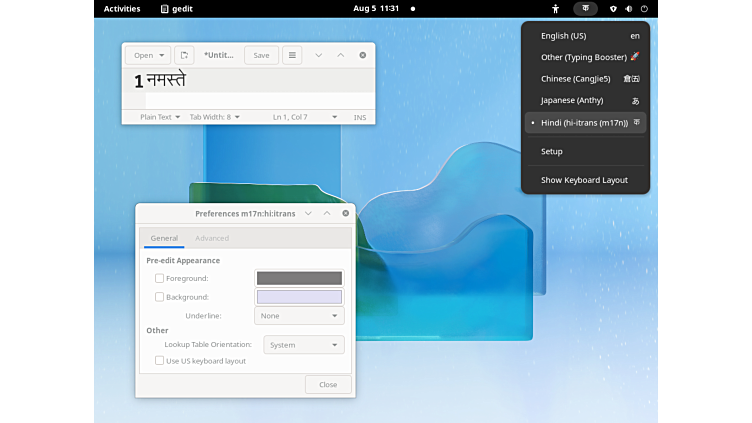 Activities gedit Aug 5 11:31 क
Open *Untit... Save
1 नमस्ते
Plain Text Tab Width: 8 Ln 1, Col 7 INS
English (US) en
Other (Typing Booster) 🚀
Chinese (CangJie5) 倉五
Japanese (Anthy) あ
• Hindi (hi-itrans (m17n)) क
Setup
Show Keyboard Layout
Preferences m17n:hi:itrans
General Advanced
Pre-edit Appearance
Foreground:
Background:
Underline: None
Other
Lookup Table Orientation: System
Use US keyboard layout
Close